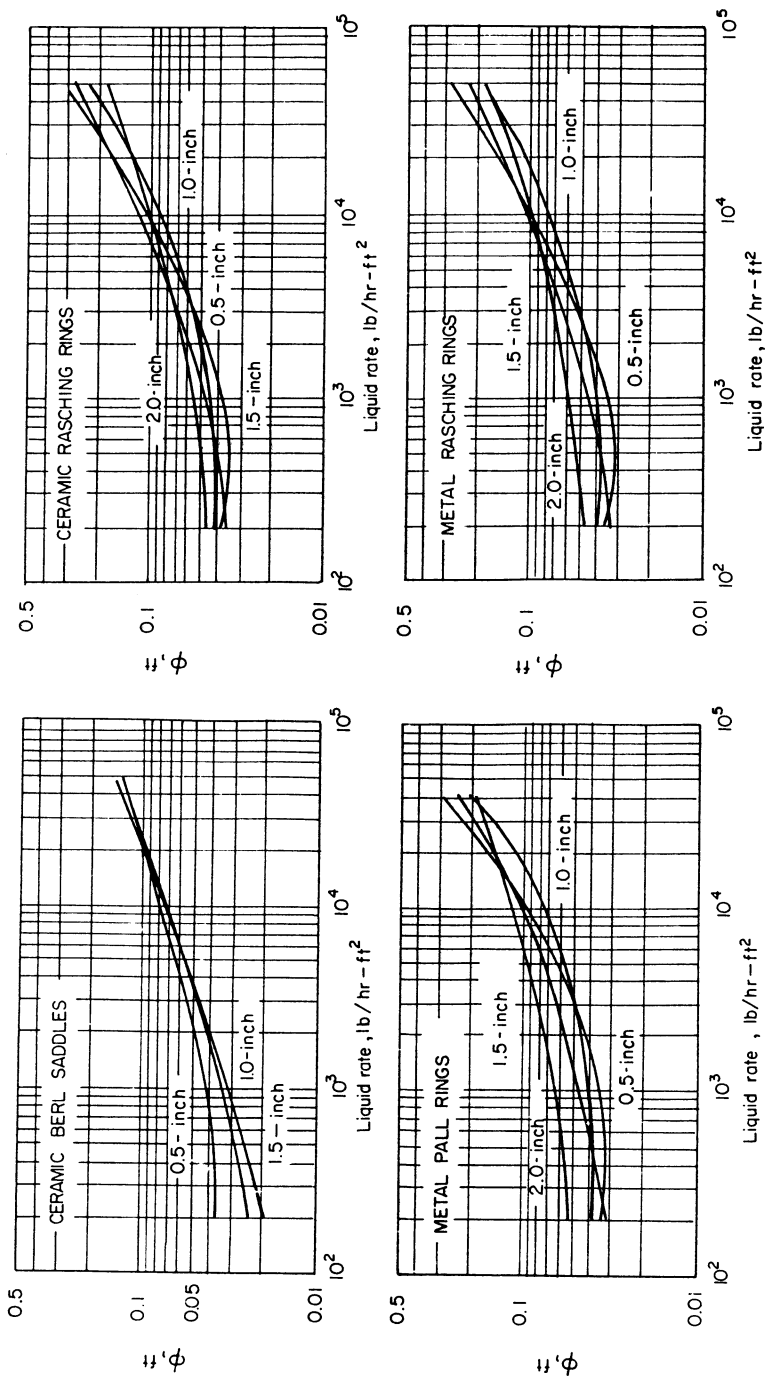 CERAMIC BERL SADDLES
0.5
0.1
0.05
0.01
φ, ft
0.5-inch
1.0-inch
1.5-inch
10²
10³
10⁴
10⁵
Liquid rate, lb/hr-ft²
CERAMIC RASCHING RINGS
0.5
0.1
0.01
φ, ft
2.0-inch
1.0-inch
0.5-inch
1.5-inch
10²
10³
10⁴
10⁵
Liquid rate, lb/hr-ft²
METAL PALL RINGS
0.5
0.1
0.01
φ, ft
1.5-inch
2.0-inch
1.0-inch
0.5-inch
10²
10³
10⁴
10⁵
Liquid rate, lb/hr-ft²
METAL RASCHING RINGS
0.5
0.1
0.01
φ, ft
1.5-inch
2.0-inch
1.0-inch
0.5-inch
10²
10³
10⁴
10⁵
Liquid rate, lb/hr-ft²